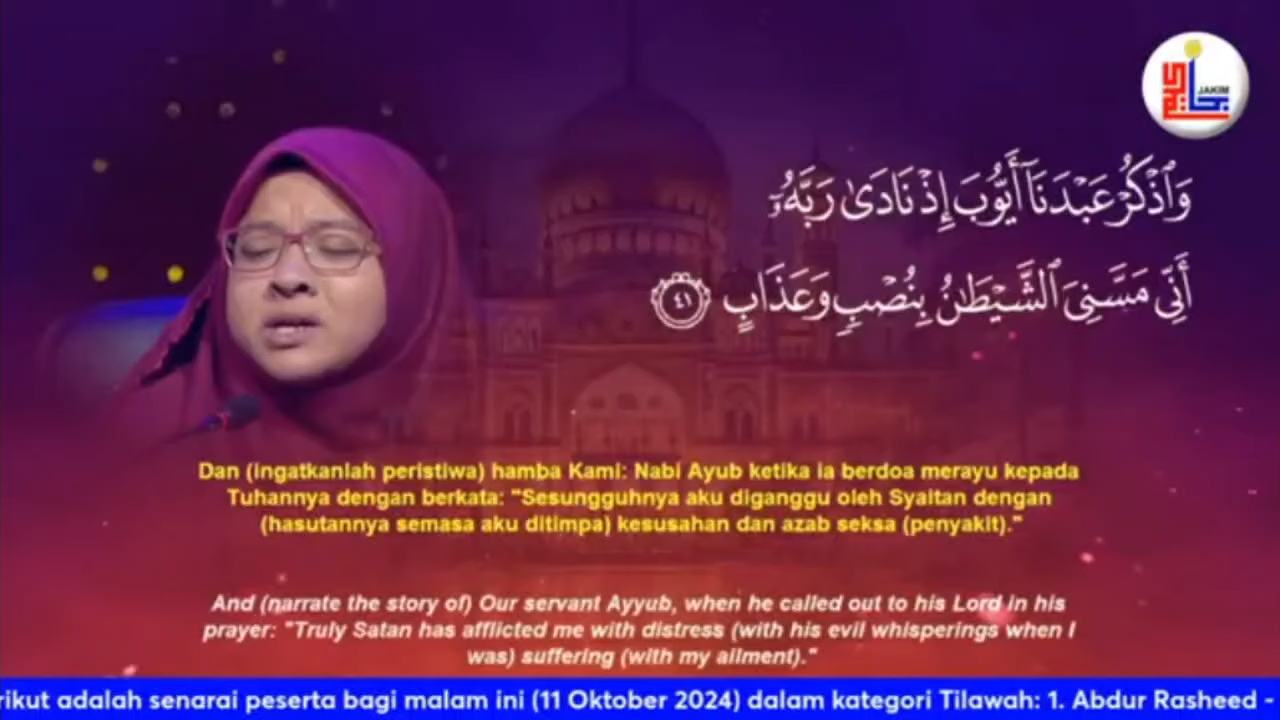 JAKIM
وَٱذۡكُرۡ عَبۡدَنَآ أَيُّوبَ إِذۡ نَادَىٰ رَبَّهُۥٓ
أَنِّي مَسَّنِيَ ٱلشَّيۡطَٰنُ بِنُصۡبٖ وَعَذَابٍ ٤١
Dan (ingatkanlah peristiwa) hamba Kami: Nabi Ayub ketika ia berdoa merayu kepada
Tuhannya dengan berkata: "Sesungguhnya aku diganggu oleh Syaitan dengan
(hasutannya semasa aku ditimpa) kesusahan dan azab seksa (penyakit)."
And (narrate the story of) Our servant Ayyub, when he called out to his Lord in his
prayer: "Truly Satan has afflicted me with distress (with his evil whisperings when I
was) suffering (with my ailment)."
rikut adalah senarai peserta bagi malam ini (11 Oktober 2024) dalam kategori Tilawah: 1. Abdur Rasheed -